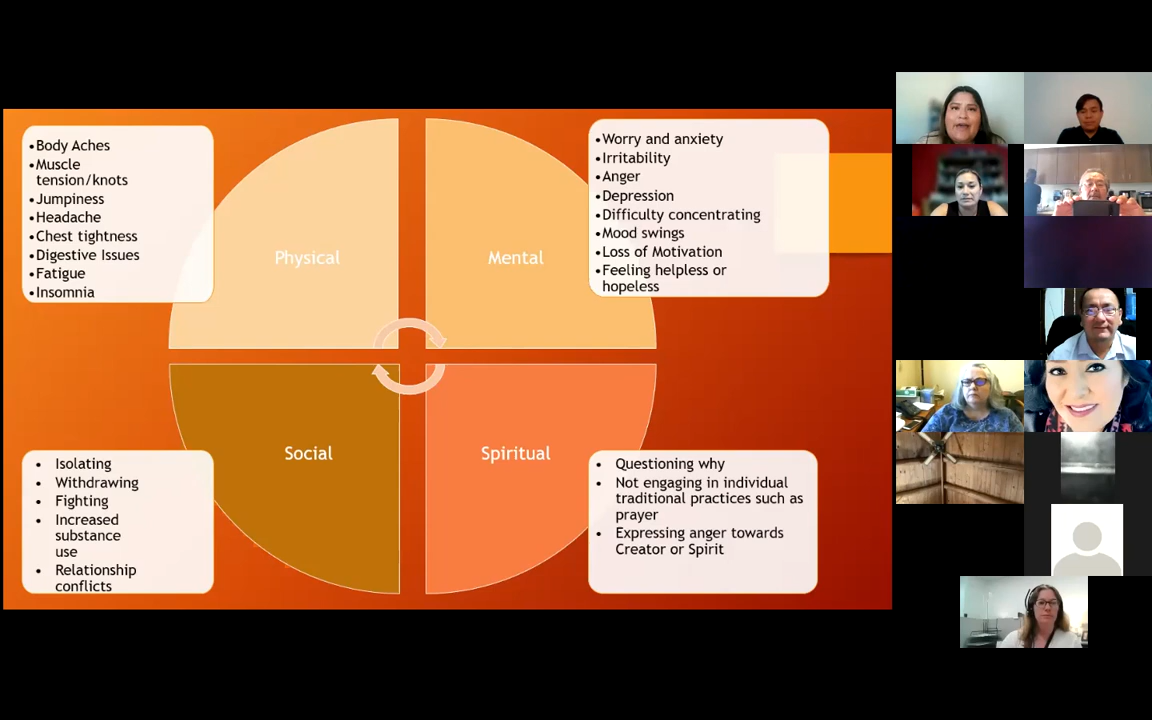 •Body Aches
•Muscle
tension/knots
•Jumpiness
•Headache
•Chest tightness
•Digestive Issues
•Fatigue
•Insomnia
Physical
Mental
•Worry and anxiety
•Irritability
•Anger
•Depression
•Difficulty concentrating
•Mood swings
•Loss of Motivation
•Feeling helpless or
hopeless
• Isolating
• Withdrawing
• Fighting
• Increased
substance
use
• Relationship
conflicts
Social
Spiritual
• Questioning why
• Not engaging in individual
traditional practices such as
prayer
• Expressing anger towards
Creator or Spirit